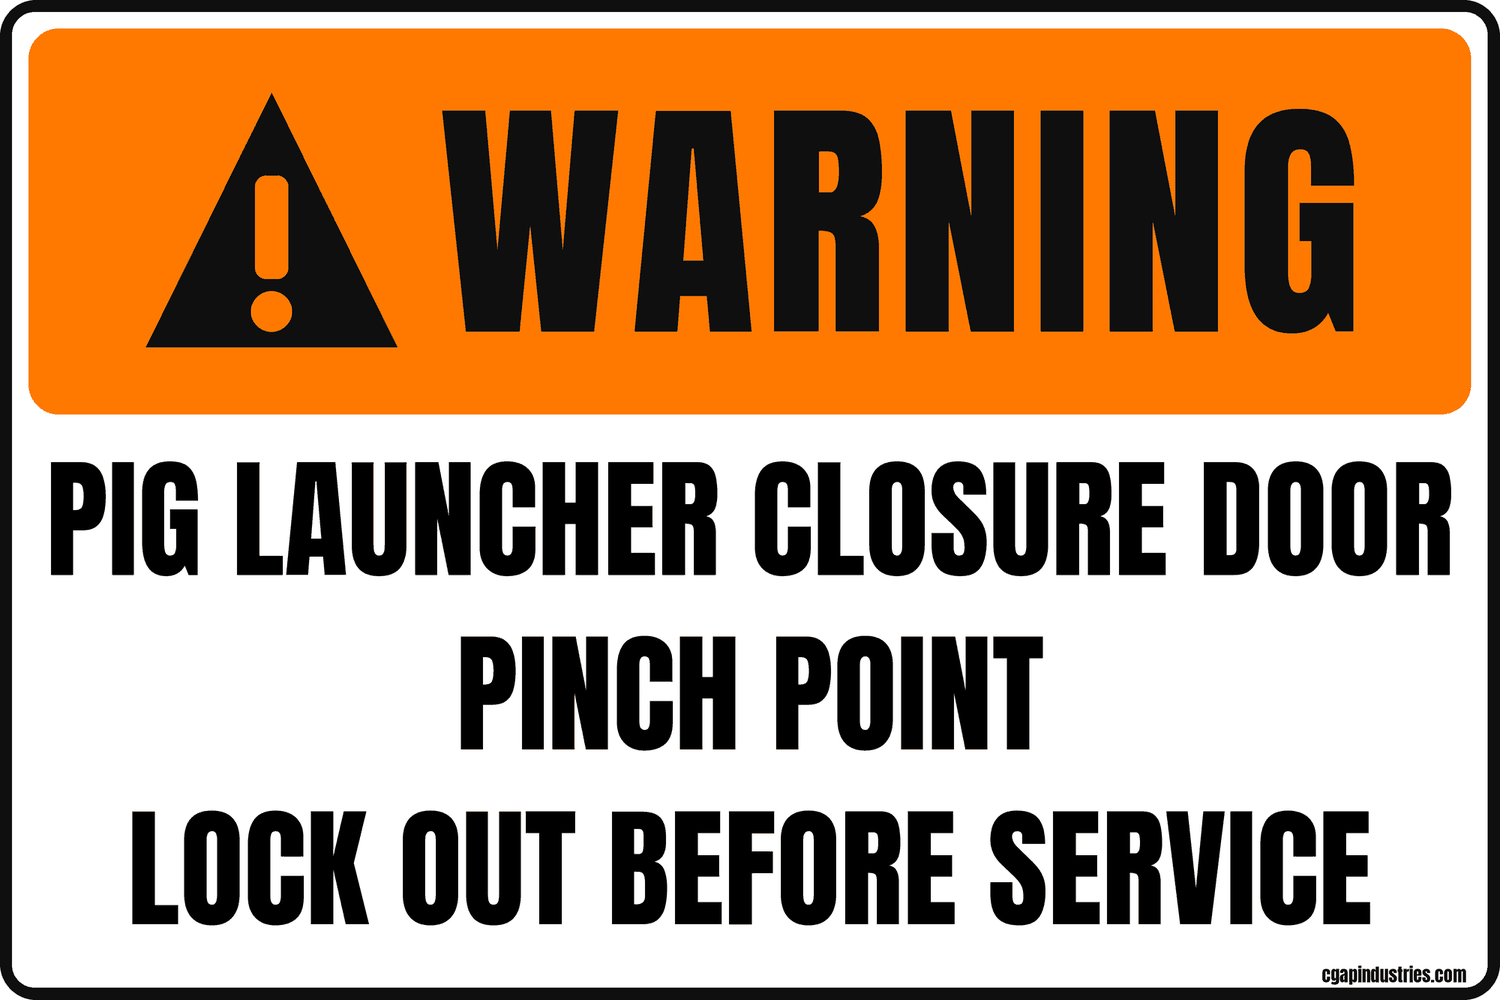 WARNING
PIG LAUNCHER CLOSURE DOOR
PINCH POINT
LOCK OUT BEFORE SERVICE
cgapindustries.com